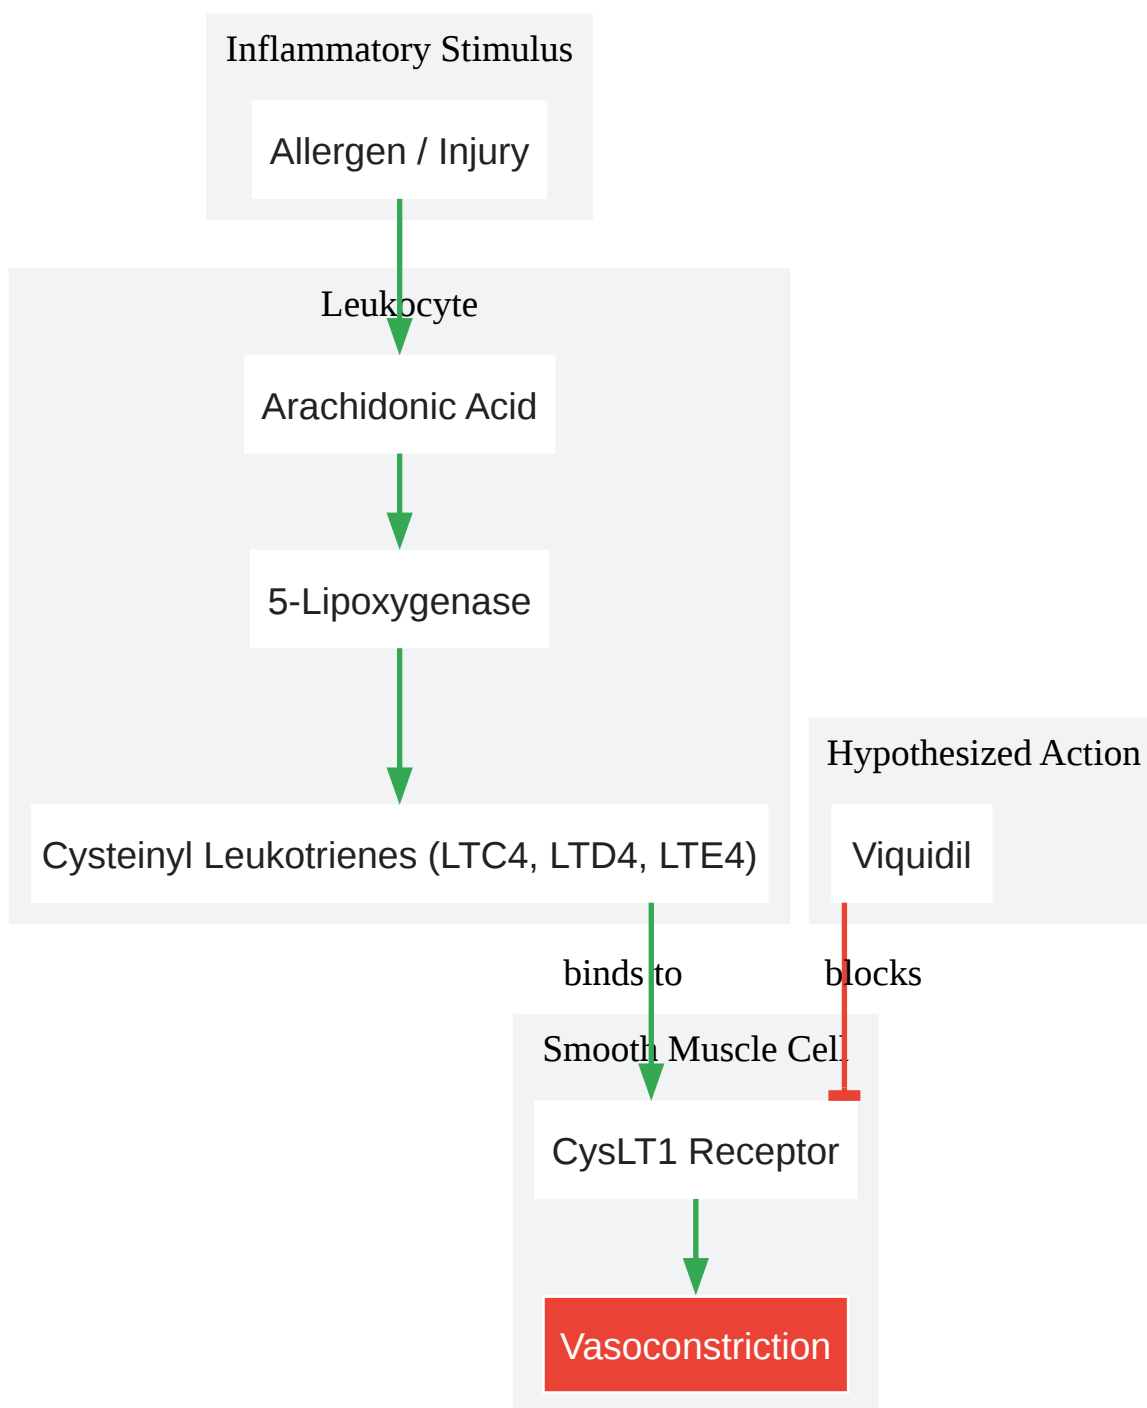 Inflammatory Stimulus
Allergen / Injury
Leukocyte
Arachidonic Acid
5-Lipoxygenase
Hypothesized Action
Cysteinyl Leukotrienes (LTC4, LTD4, LTE4)
Viquidil
binds to
blocks
Smooth Muscle Cell
CysLT1 Receptor
Vasoconstriction